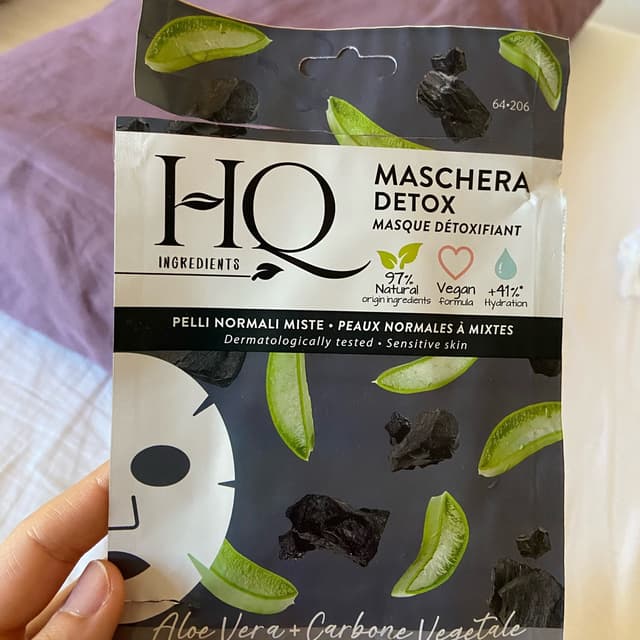 64•206
HQ
INGREDIENTS
MASCHERA
DETOX
MASQUE DÉTOXIFIANT
97%
Natural
origin ingredients
Vegan
formula
+41%*
Hydration
PELLI NORMALI MISTE • PEAUX NORMALES À MIXTES
Dermatologically tested • Sensitive skin
Aloe Vera + Carbone Vegetale